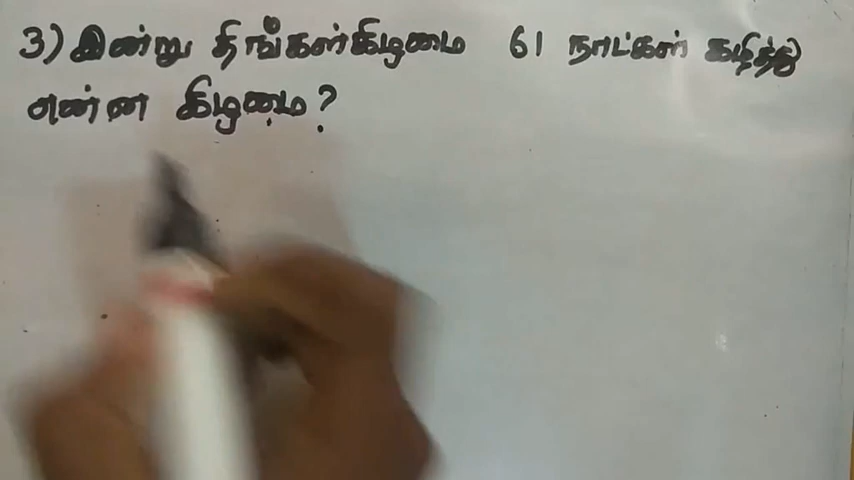 3) இன்று திங்கள்கிழமை 61 நாட்கள் கழித்து
என்ன கிழமை?